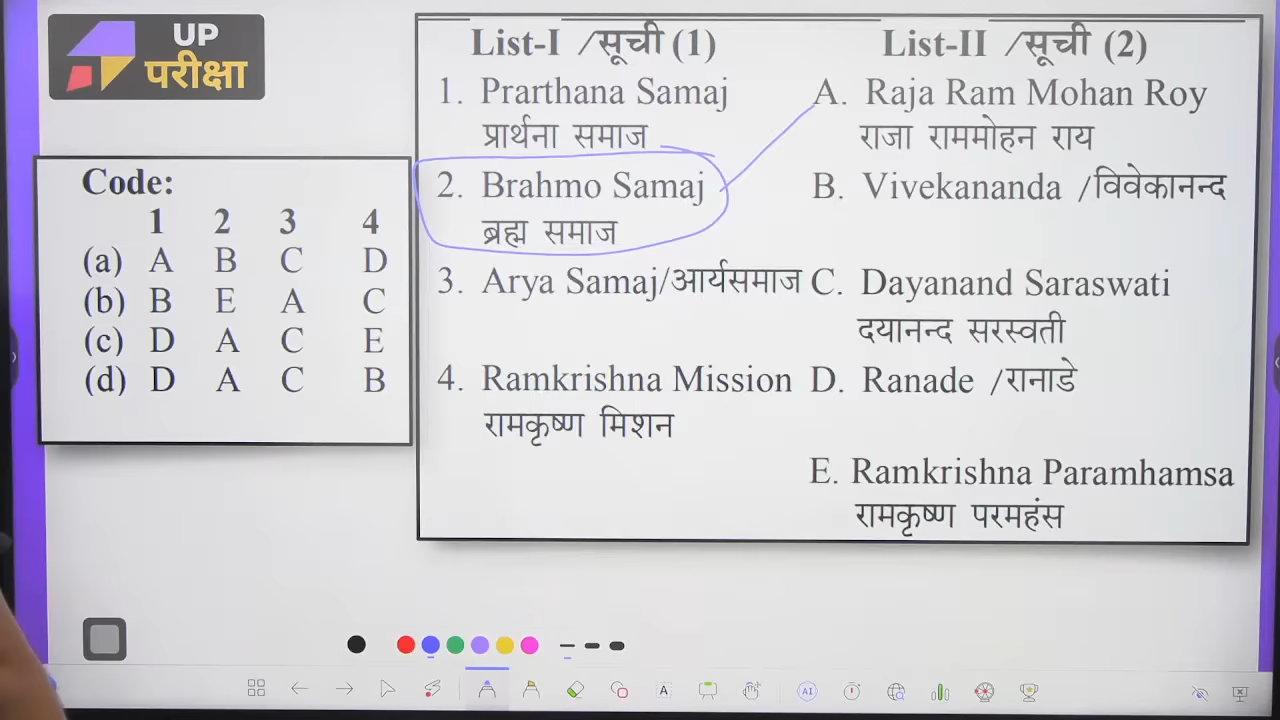 UP
परीक्षा
Code:
1 2 3 4
(a) A B C D
(b) B E A C
(c) D A C E
(d) D A C B
List-I /सूची (1) List-II /सूची (2)
1. Prarthana Samaj A. Raja Ram Mohan Roy
प्रार्थना समाज राजा राममोहन राय
2. Brahmo Samaj B. Vivekananda /विवेकानन्द
ब्रह्म समाज
3. Arya Samaj/आर्यसमाज C. Dayanand Saraswati
दयानन्द सरस्वती
4. Ramkrishna Mission D. Ranade /रानाडे
रामकृष्ण मिशन
E. Ramkrishna Paramhamsa
रामकृष्ण परमहंस
A AI